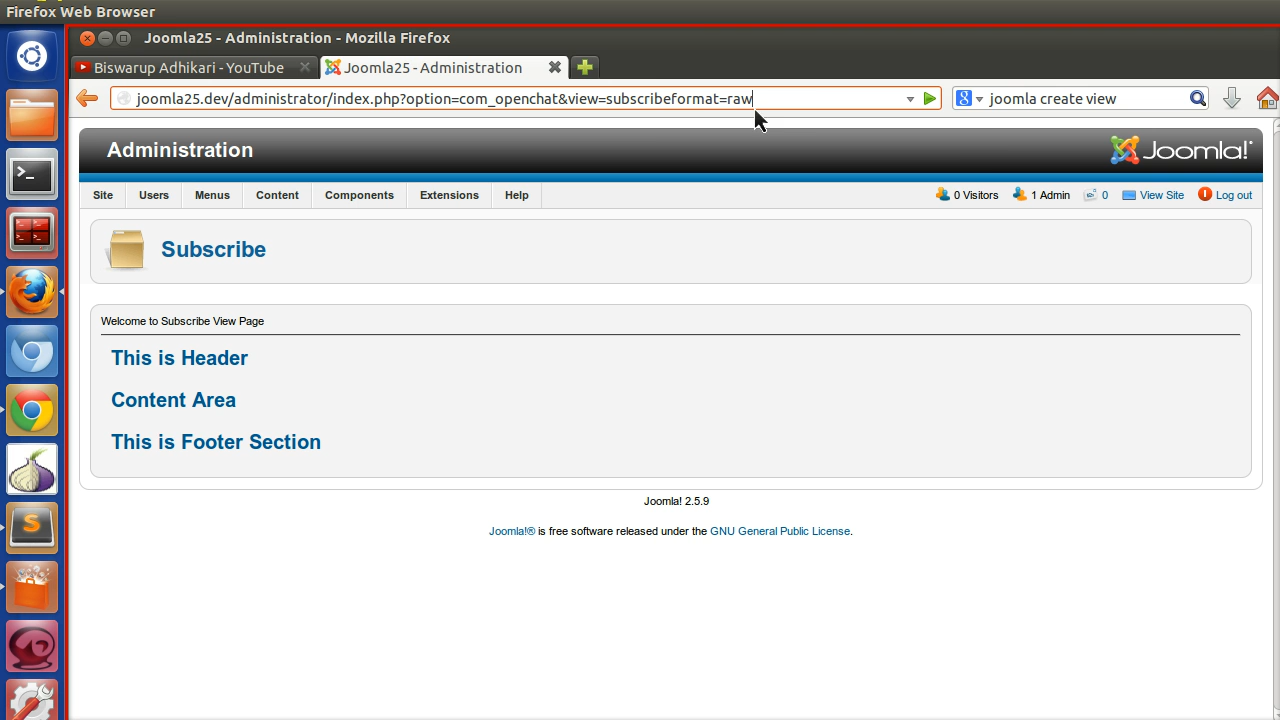 Firefox Web Browser
Joomla25 - Administration - Mozilla Firefox
Biswarup Adhikari - YouTube
Joomla25 - Administration
joomla25.dev/administrator/index.php?option=com_openchat&view=subscribeformat=raw
joomla create view
Administration
Joomla!
Site Users Menus Content Components Extensions Help
0 Visitors 1 Admin 0 View Site Log out
Subscribe
Welcome to Subscribe View Page
This is Header
Content Area
This is Footer Section
Joomla! 2.5.9
Joomla!® is free software released under the GNU General Public License.